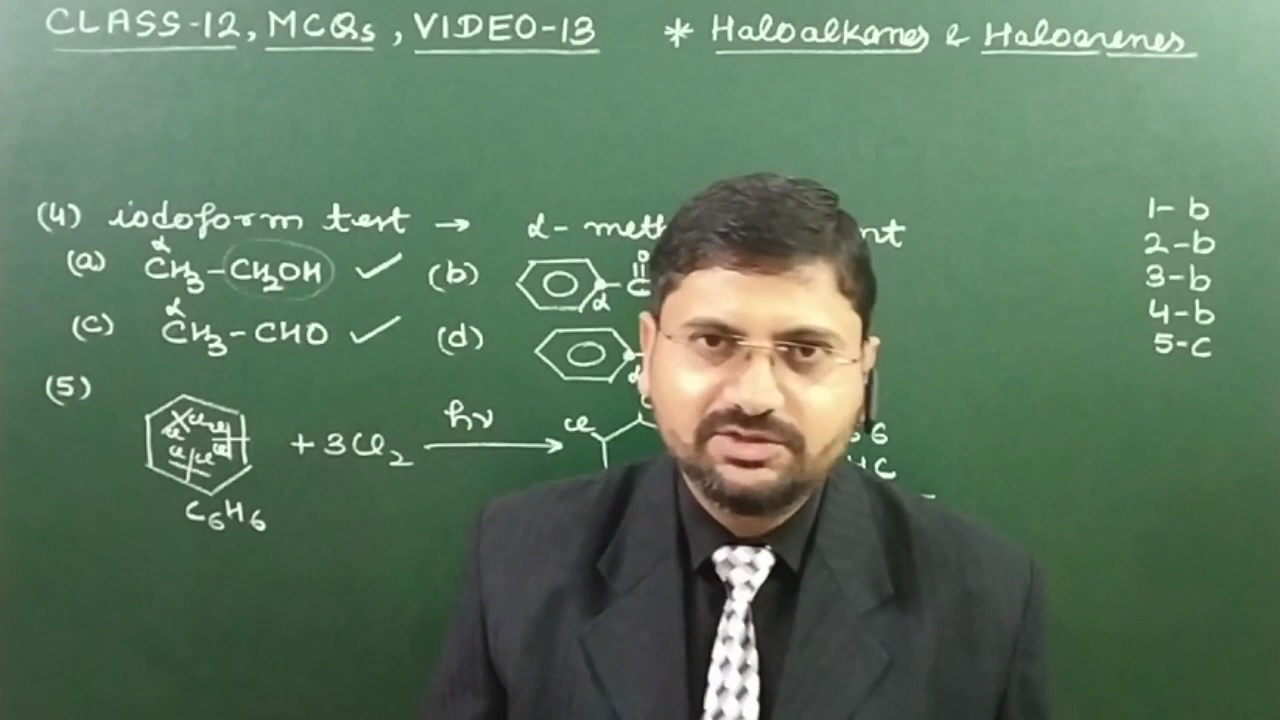 CLASS-12, MCQs, VIDEO-13 * Haloalkanes & Haloarenes
(4) iodoform test → α-
(a) CH3-CH2OH ✓ (b)
(c) CH3-CHO ✓ (d)
(5)
+ 3Cl2 hν
C6H6
1- b
2-b
3-b
4-b
5-c